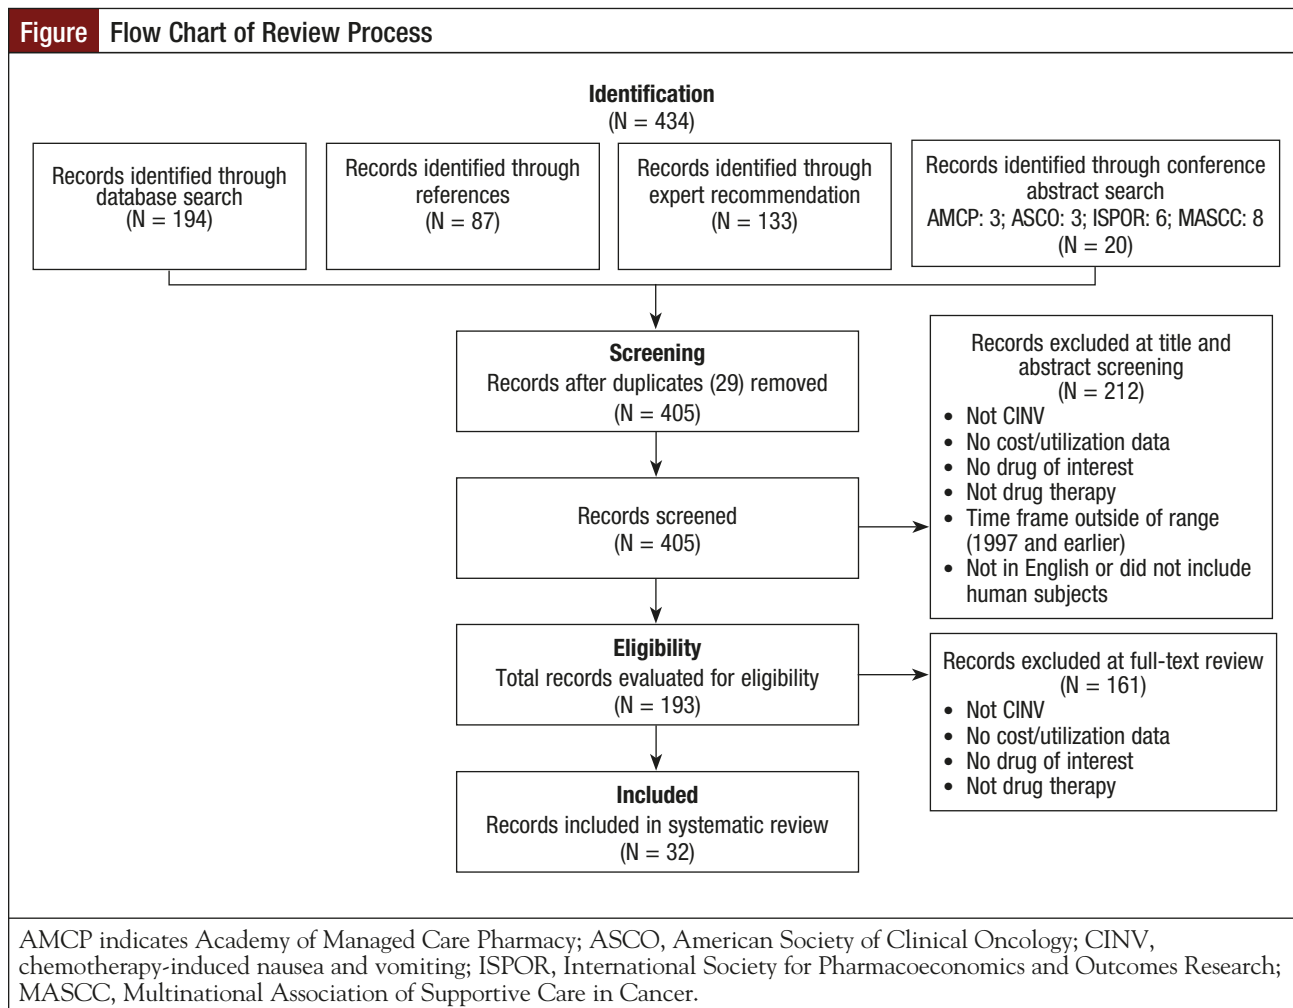 Figure Flow Chart of Review Process
Identification
(N = 434)
Records identified through
database search
(N = 194)
Records identified through
references
(N = 87)
Records identified through
expert recommendation
(N = 133)
Records identified through conference
abstract search
AMCP: 3; ASCO: 3; ISPOR: 6; MASCC: 8
(N = 20)
Screening
Records after duplicates (29) removed
(N = 405)
Records excluded at title and
abstract screening
(N = 212)
• Not CINV
• No cost/utilization data
• No drug of interest
• Not drug therapy
• Time frame outside of range
(1997 and earlier)
• Not in English or did not include
human subjects
Records screened
(N = 405)
Eligibility
Total records evaluated for eligibility
(N = 193)
Records excluded at full-text review
(N = 161)
• Not CINV
• No cost/utilization data
• No drug of interest
• Not drug therapy
Included
Records included in systematic review
(N = 32)
AMCP indicates Academy of Managed Care Pharmacy; ASCO, American Society of Clinical Oncology; CINV,
chemotherapy-induced nausea and vomiting; ISPOR, International Society for Pharmacoeconomics and Outcomes Research;
MASCC, Multinational Association of Supportive Care in Cancer.